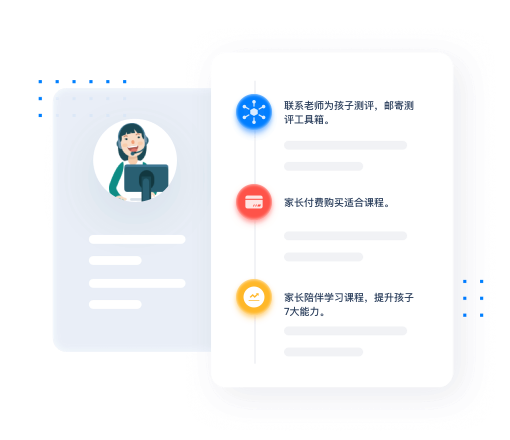 联系老师为孩子测评，邮寄测
评工具箱。
家长付费购买适合课程。
家长陪伴学习课程，提升孩子
7大能力。